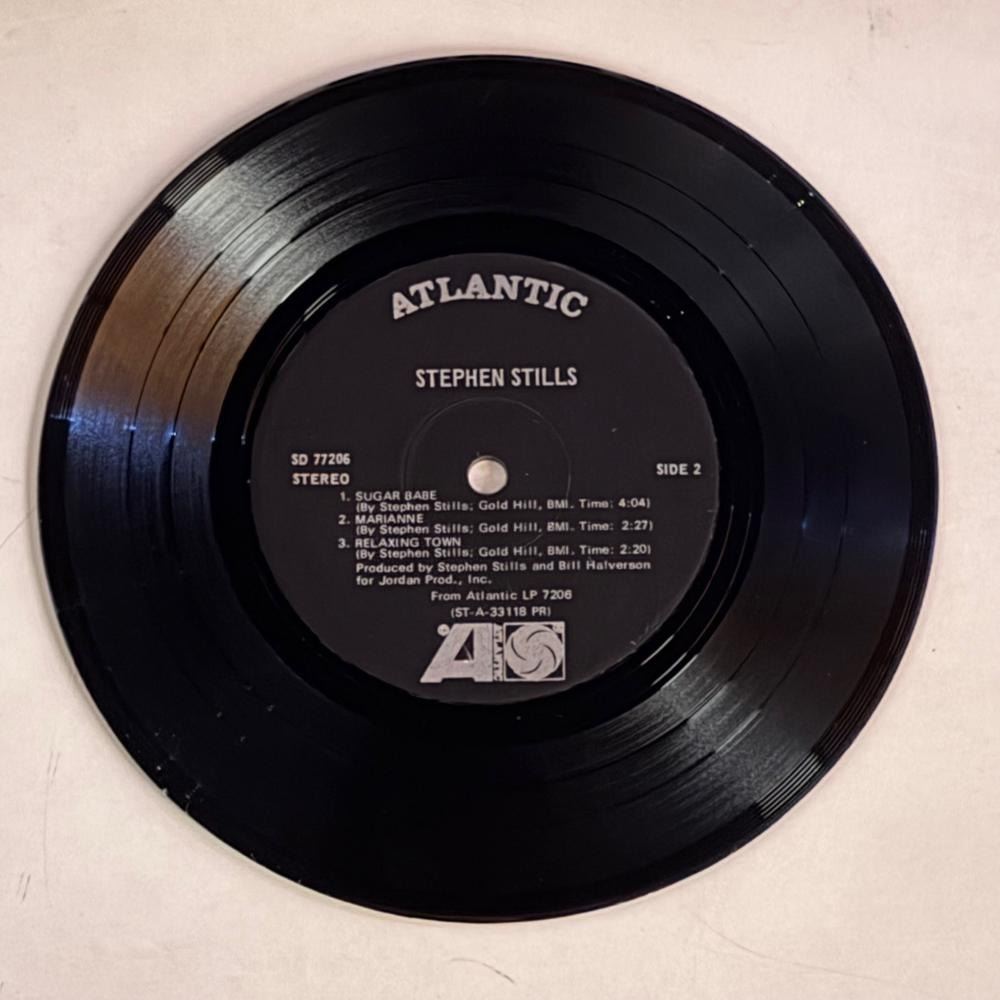 ATLANTIC
STEPHEN STILLS
SD 77206
STEREO
SIDE 2
1. SUGAR BABE
(By Stephen Stills; Gold Hill, BMI. Time: 4:04)
2. MARIANNE
(By Stephen Stills; Gold Hill, BMI. Time: 2:27)
3. RELAXING TOWN
(By Stephen Stills; Gold Hill, BMI. Time: 2:20)
Produced by Stephen Stills and Bill Halverson
for Jordan Prod., Inc.
From Atlantic LP 7206
(ST-A-33118 PR)
A
ATLANTIC